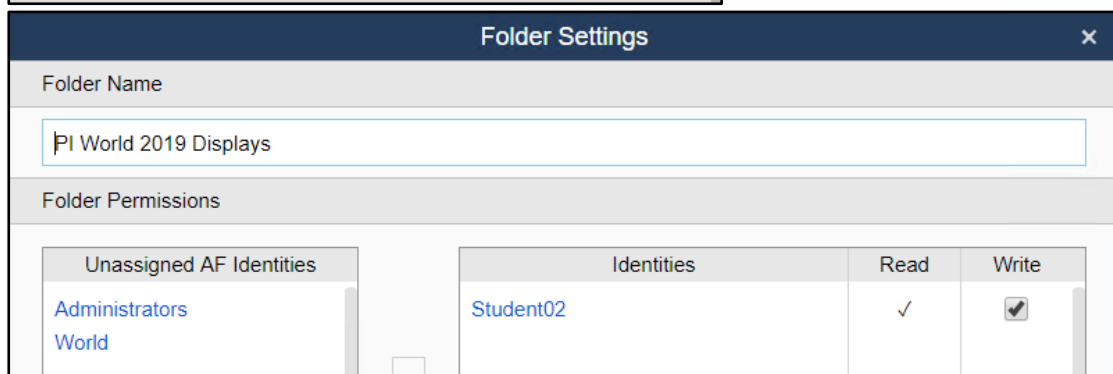 Folder Settings ×
Folder Name
PI World 2019 Displays
Folder Permissions
Unassigned AF Identities Identities Read Write
Administrators Student02 ✓ ✔
World